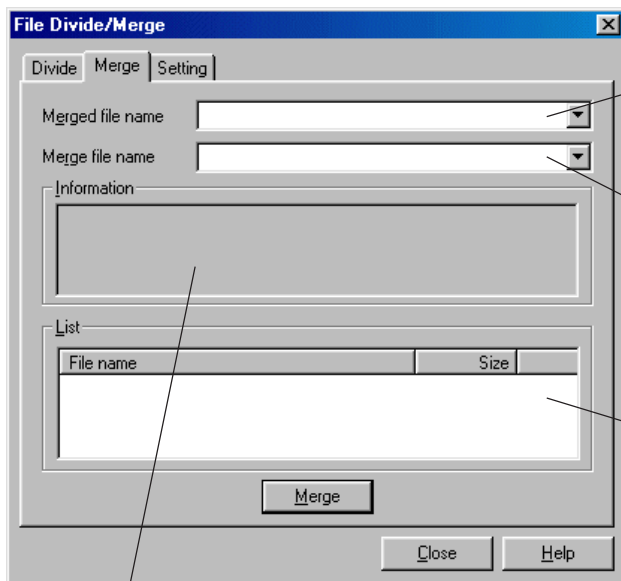 File Divide/Merge
Divide Merge Setting
Merged file name
Merge file name
Information
List
File name Size
Merge
Close Help